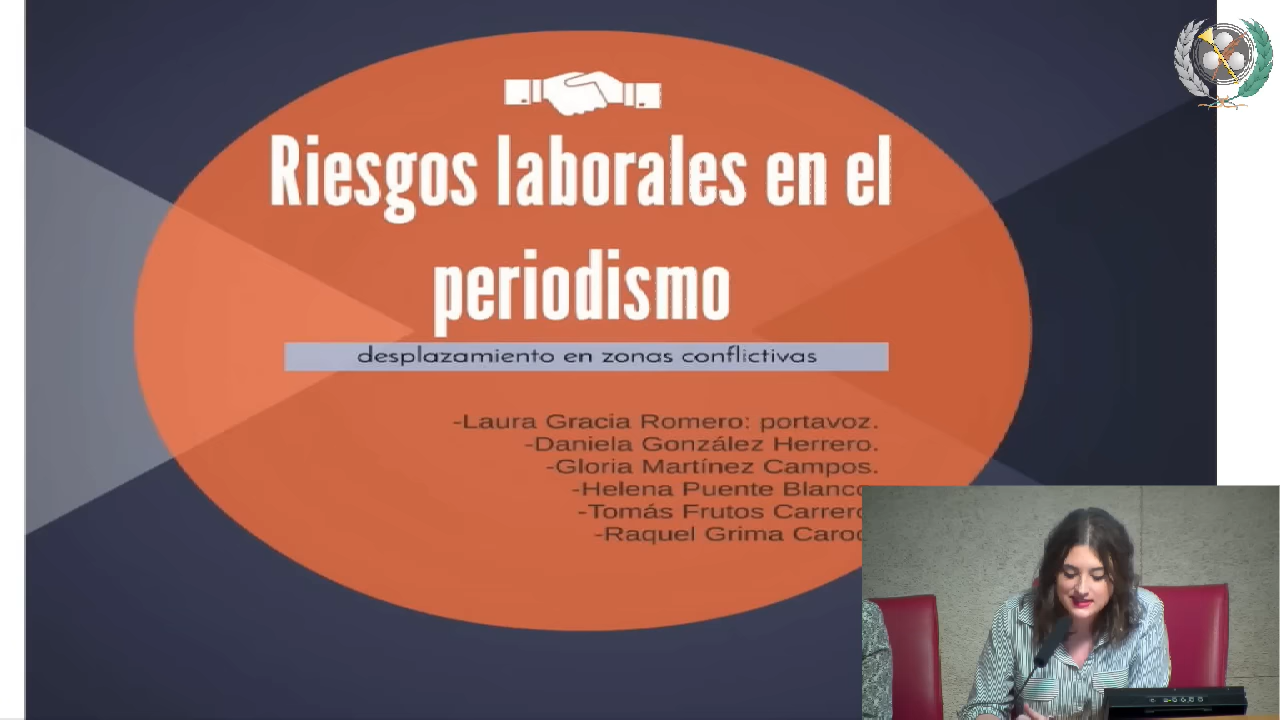 Riesgos laborales en el
periodismo
desplazamiento en zonas conflictivas
-Laura Gracia Romero: portavoz.
-Daniela González Herrero.
-Gloria Martínez Campos.
-Helena Puente Blanco
-Tomás Frutos Carrero
-Raquel Grima